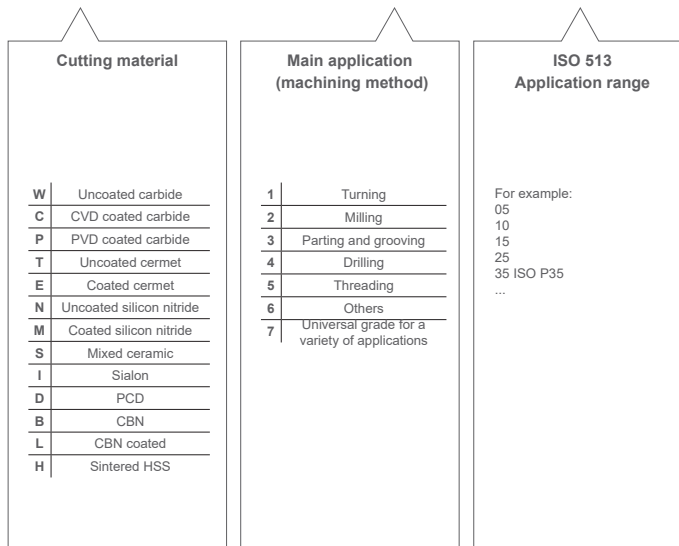 Cutting material
W Uncoated carbide
C CVD coated carbide
P PVD coated carbide
T Uncoated cermet
E Coated cermet
N Uncoated silicon nitride
M Coated silicon nitride
S Mixed ceramic
I Sialon
D PCD
B CBN
L CBN coated
H Sintered HSS
Main application
(machining method)
1 Turning
2 Milling
3 Parting and grooving
4 Drilling
5 Threading
6 Others
7 Universal grade for a
variety of applications
ISO 513
Application range
For example:
05
10
15
25
35 ISO P35
...